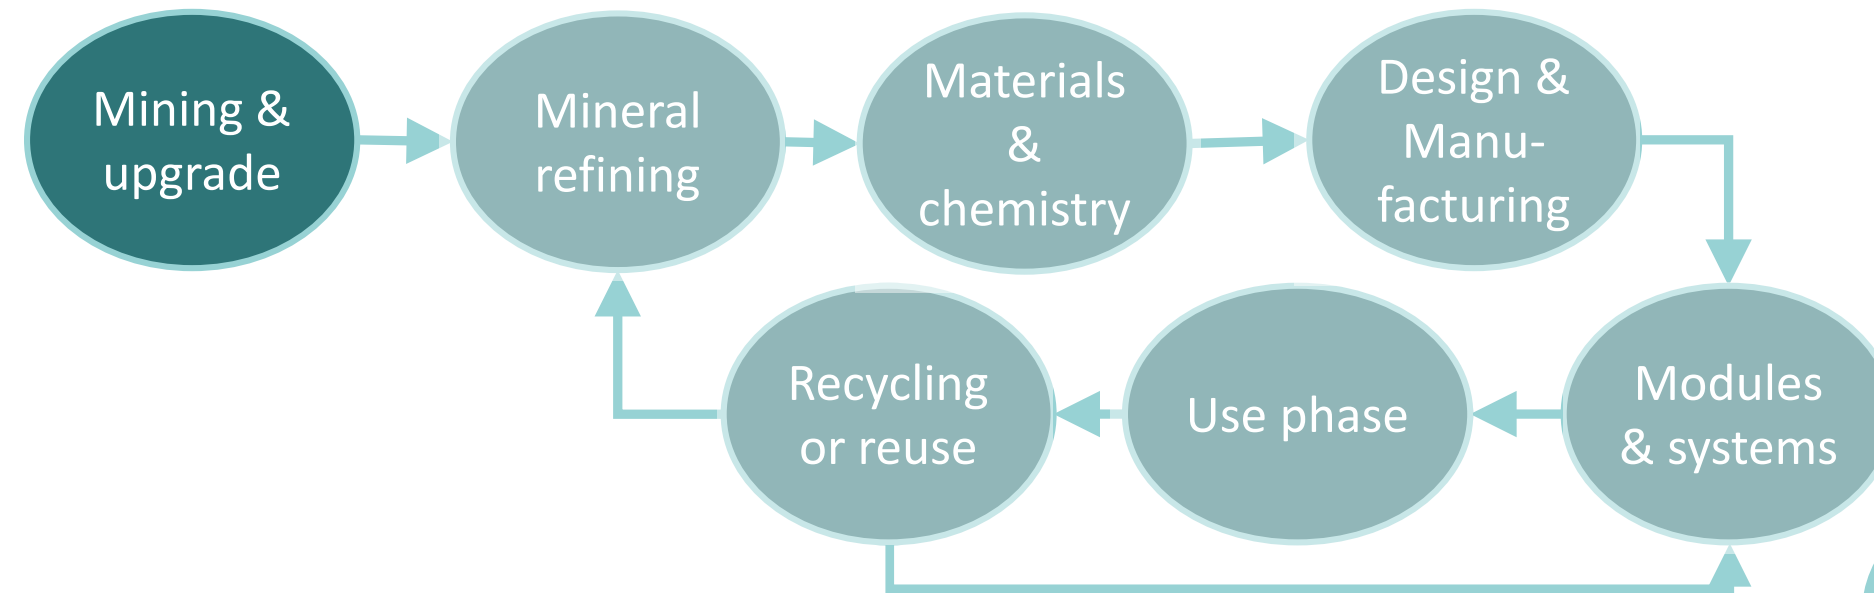 Mining &
upgrade
Mineral
refining
Materials
&
chemistry
Design &
Manu-
facturing
Recycling
or reuse
Use phase
Modules
& systems